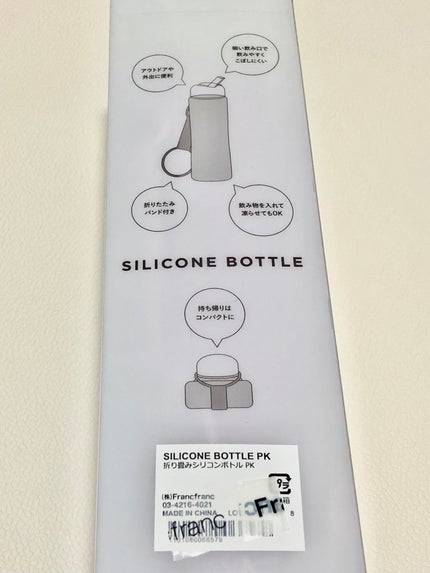 細い飲み口で
飲みやすく
こぼしにくい
アウトドアや
外出に便利
折りたたみ
バンド付き
飲み物を入れて
凍らせてもOK
SILICONE BOTTLE
持ち帰りは
コンパクトに
SILICONE BOTTLE PK
折り畳みシリコンボトル PK
(株)Francfranc
03-4216-4021
MADE IN CHINA
franc
Fr
箱
8